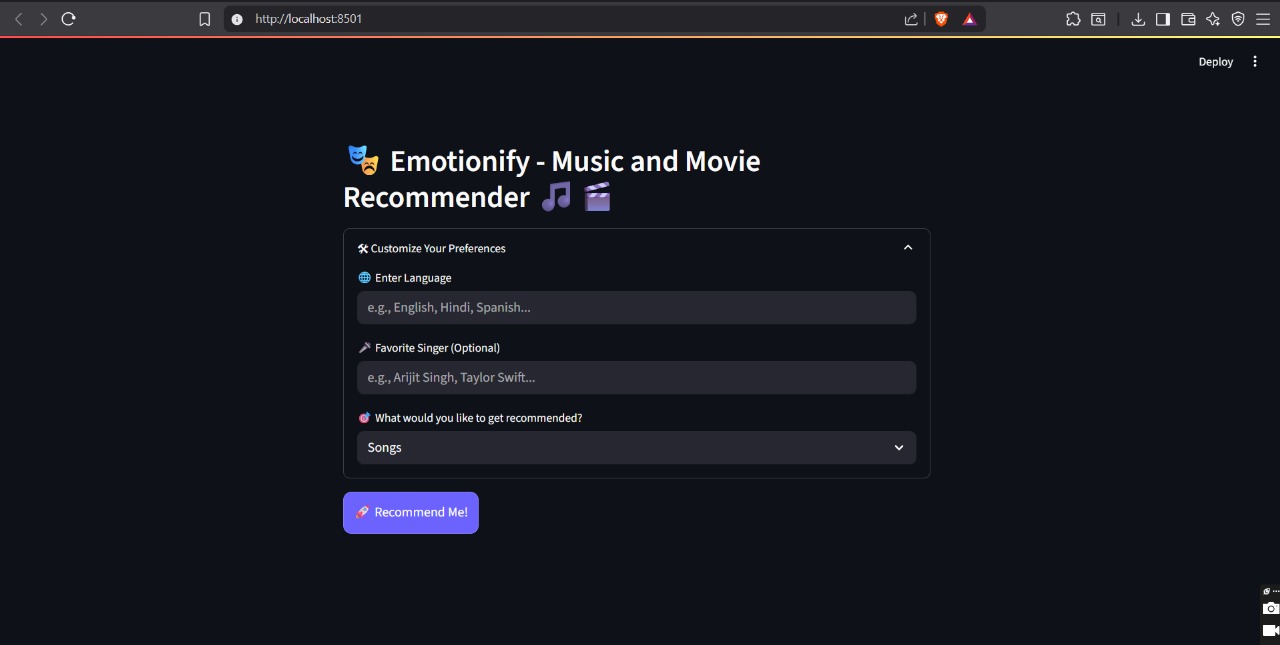 http://localhost:8501
Deploy
Emotionify - Music and Movie
Recommender
Customize Your Preferences
Enter Language
e.g., English, Hindi, Spanish...
Favorite Singer (Optional)
e.g., Arijit Singh, Taylor Swift...
What would you like to get recommended?
Songs
Recommend Me!